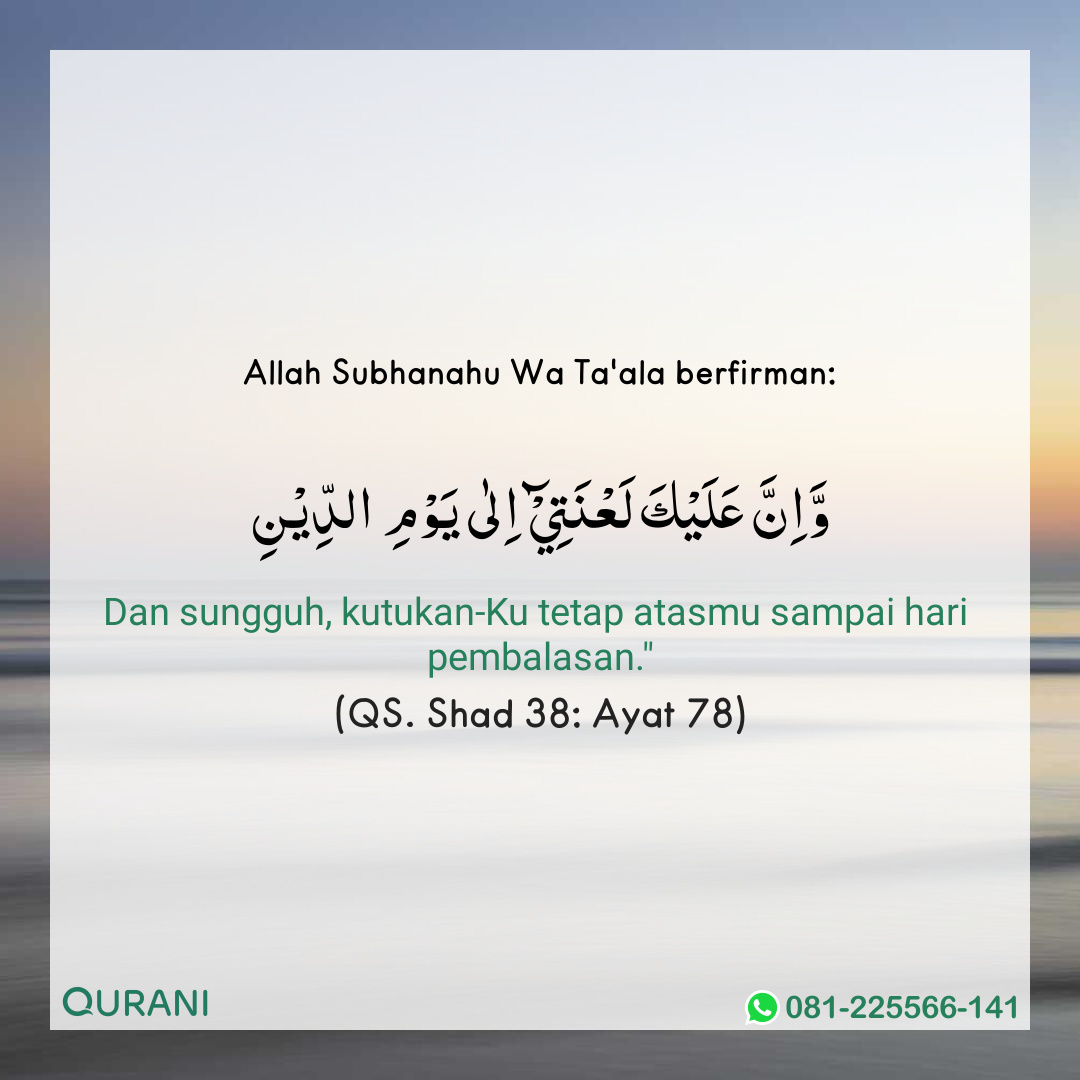 Allah Subhanahu Wa Ta'ala berfirman:
وَّاِنَّ عَلَيْكَ لَعْنَتِيْٓ اِلٰى يَوْمِ الدِّيْنِ
Dan sungguh, kutukan-Ku tetap atasmu sampai hari
pembalasan."
(QS. Shad 38: Ayat 78)
QURANI
081-225566-141